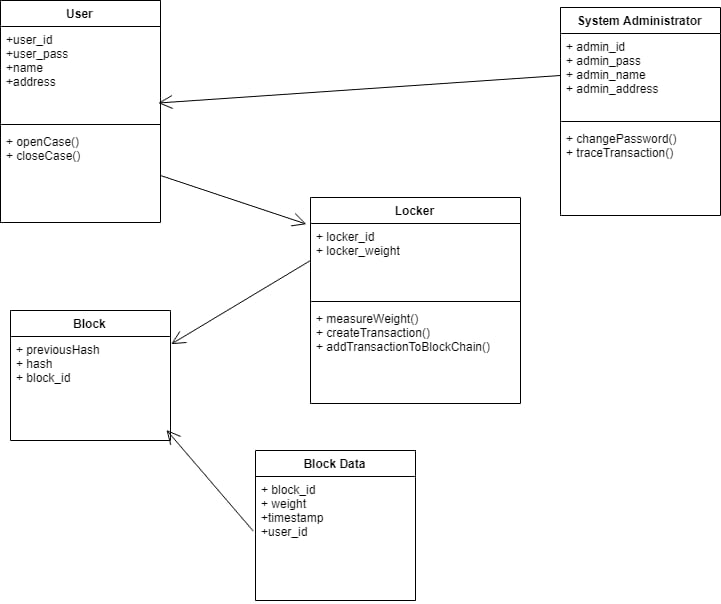 User
+user_id
+user_pass
+name
+address
+ openCase()
+ closeCase()
System Administrator
+ admin_id
+ admin_pass
+ admin_name
+ admin_address
+ changePassword()
+ traceTransaction()
Locker
+ locker_id
+ locker_weight
+ measureWeight()
+ createTransaction()
+ addTransactionToBlockChain()
Block
+ previousHash
+ hash
+ block_id
Block Data
+ block_id
+ weight
+timestamp
+user_id